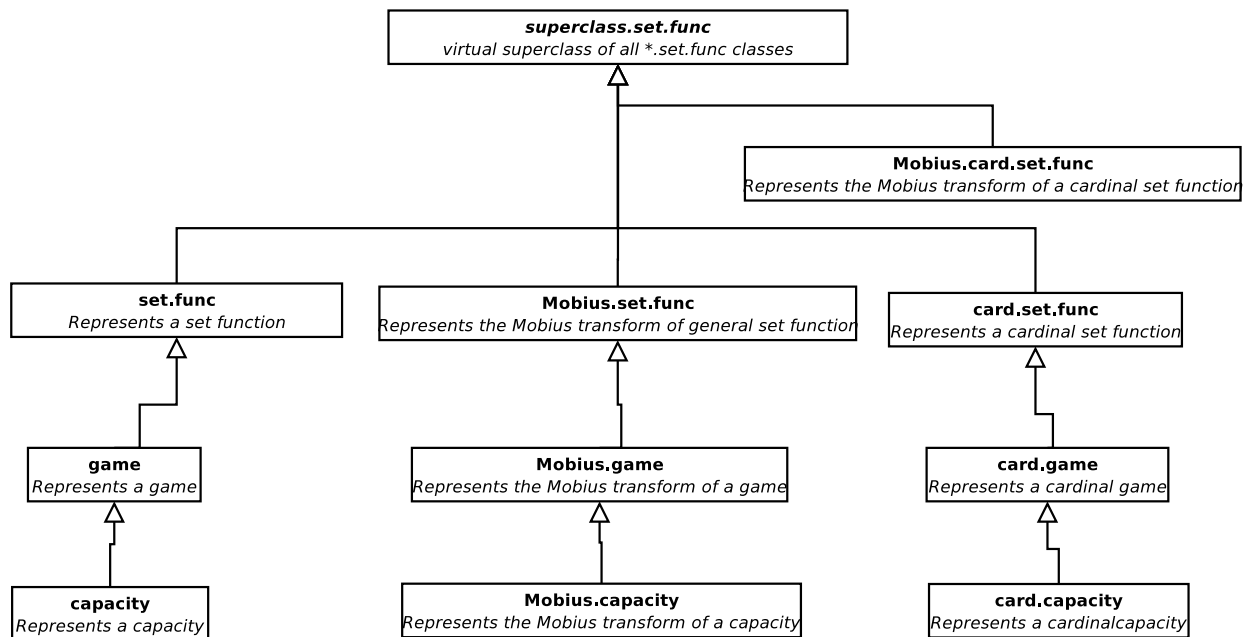 superclass.set.func
virtual superclass of all *.set.func classes
Mobius.card.set.func
Represents the Mobius transform of a cardinal set function
set.func
Represents a set function
Mobius.set.func
Represents the Mobius transform of general set function
card.set.func
Represents a cardinal set function
game
Represents a game
Mobius.game
Represents the Mobius transform of a game
card.game
Represents a cardinal game
capacity
Represents a capacity
Mobius.capacity
Represents the Mobius transform of a capacity
card.capacity
Represents a cardinalcapacity